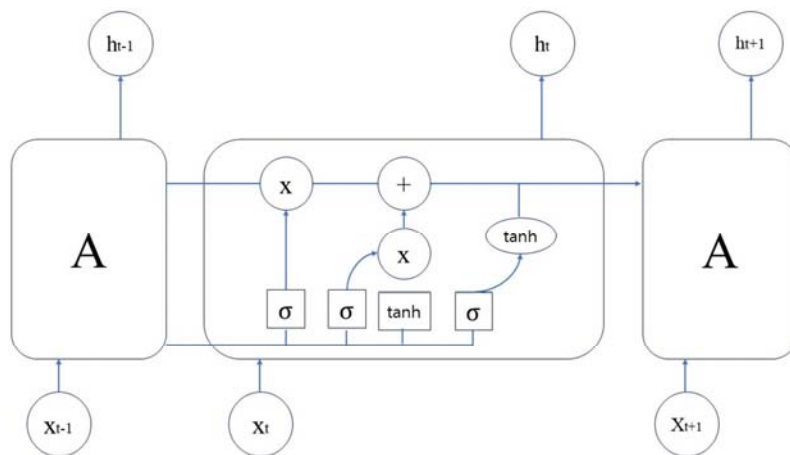 ht-1 ht ht+1
x +
A tanh A
x
σ σ tanh σ
xt-1 xt Xt+1